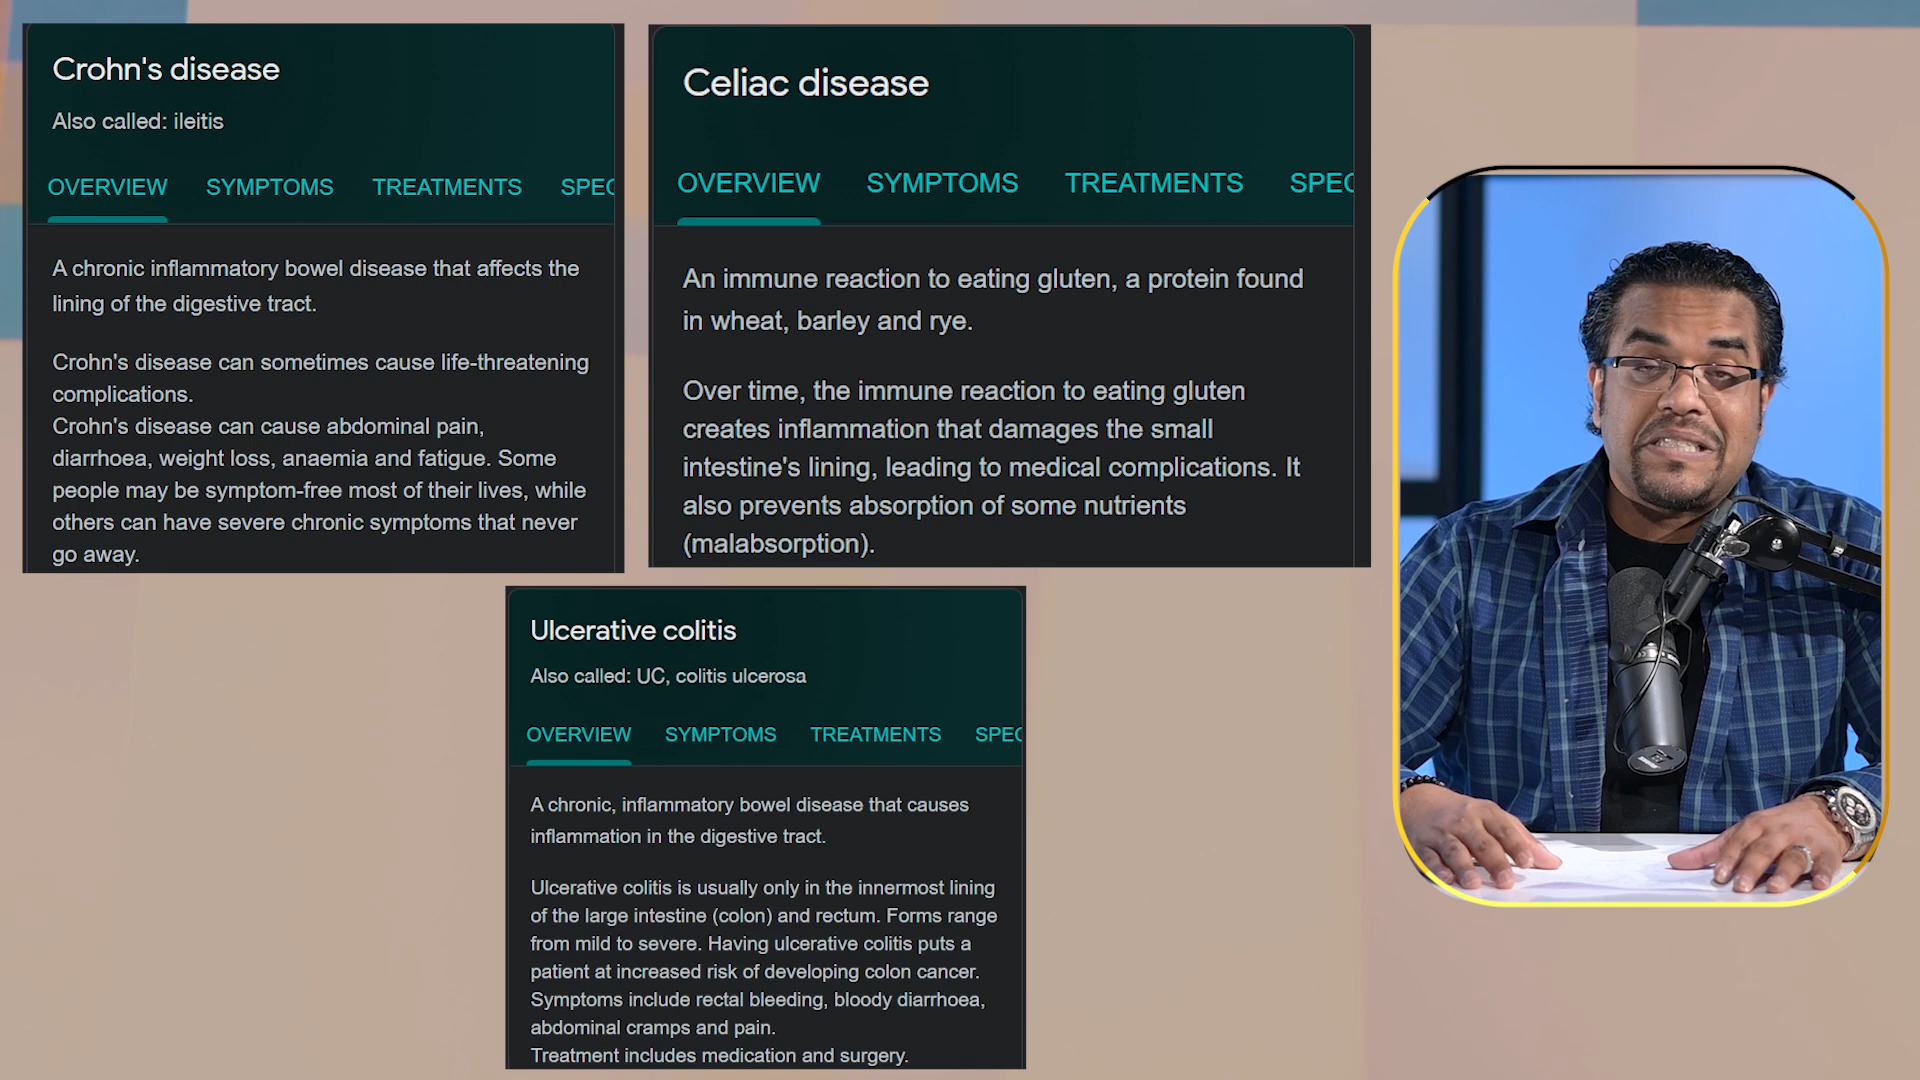 Crohn's disease
Also called: ileitis
OVERVIEW SYMPTOMS TREATMENTS SPEC
A chronic inflammatory bowel disease that affects the
lining of the digestive tract.
Crohn's disease can sometimes cause life-threatening
complications.
Crohn's disease can cause abdominal pain,
diarrhoea, weight loss, anaemia and fatigue. Some
people may be symptom-free most of their lives, while
others can have severe chronic symptoms that never
go away.
Celiac disease
OVERVIEW SYMPTOMS TREATMENTS SPEC
An immune reaction to eating gluten, a protein found
in wheat, barley and rye.
Over time, the immune reaction to eating gluten
creates inflammation that damages the small
intestine's lining, leading to medical complications. It
also prevents absorption of some nutrients
(malabsorption).
Ulcerative colitis
Also called: UC, colitis ulcerosa
OVERVIEW SYMPTOMS TREATMENTS SPEC
A chronic, inflammatory bowel disease that causes
inflammation in the digestive tract.
Ulcerative colitis is usually only in the innermost lining
of the large intestine (colon) and rectum. Forms range
from mild to severe. Having ulcerative colitis puts a
patient at increased risk of developing colon cancer.
Symptoms include rectal bleeding, bloody diarrhoea,
abdominal cramps and pain.
Treatment includes medication and surgery.